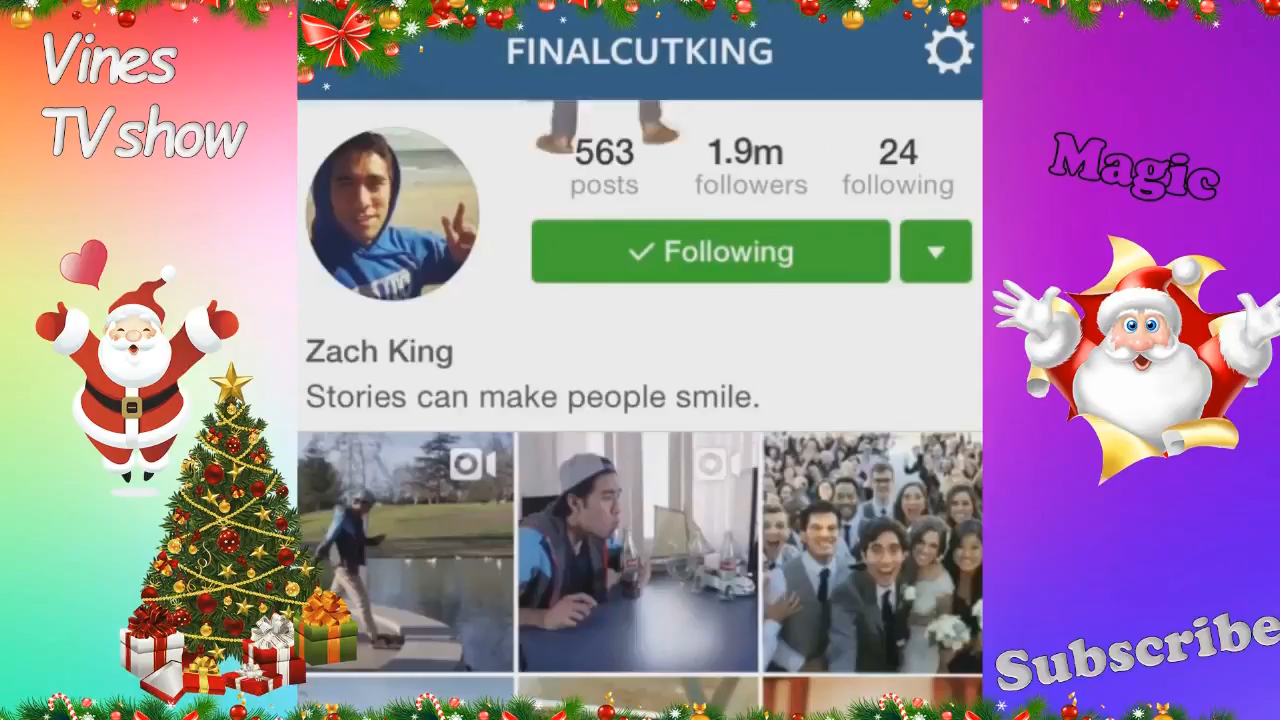 Vines
TV show
FINALCUTKING
563
1.9m
24
posts
followers
following
Following
Zach King
Stories can make people smile.
Magic
Subscribe